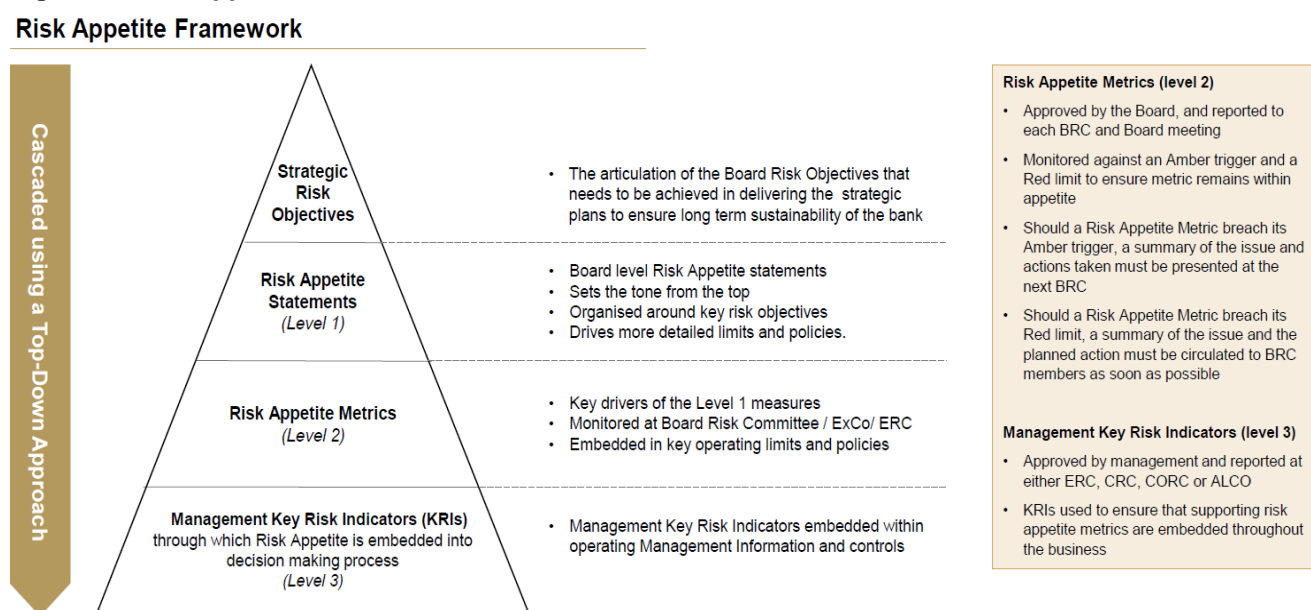 Risk Appetite Framework
Cascaded using a Top-Down Approach
Strategic
Risk
Objectives
• The articulation of the Board Risk Objectives that
needs to be achieved in delivering the strategic
plans to ensure long term sustainability of the bank
Risk Appetite
Statements
(Level 1)
• Board level Risk Appetite statements
• Sets the tone from the top
• Organised around key risk objectives
• Drives more detailed limits and policies.
Risk Appetite Metrics
(Level 2)
• Key drivers of the Level 1 measures
• Monitored at Board Risk Committee / ExCo/ ERC
• Embedded in key operating limits and policies
Management Key Risk Indicators (KRIs)
through which Risk Appetite is embedded into
decision making process
(Level 3)
• Management Key Risk Indicators embedded within
operating Management Information and controls
Risk Appetite Metrics (level 2)
• Approved by the Board, and reported to
each BRC and Board meeting
• Monitored against an Amber trigger and a
Red limit to ensure metric remains within
appetite
• Should a Risk Appetite Metric breach its
Amber trigger, a summary of the issue and
actions taken must be presented at the
next BRC
• Should a Risk Appetite Metric breach its
Red limit, a summary of the issue and the
planned action must be circulated to BRC
members as soon as possible
Management Key Risk Indicators (level 3)
• Approved by management and reported at
either ERC, CRC, CORC or ALCO
• KRIs used to ensure that supporting risk
appetite metrics are embedded throughout
the business